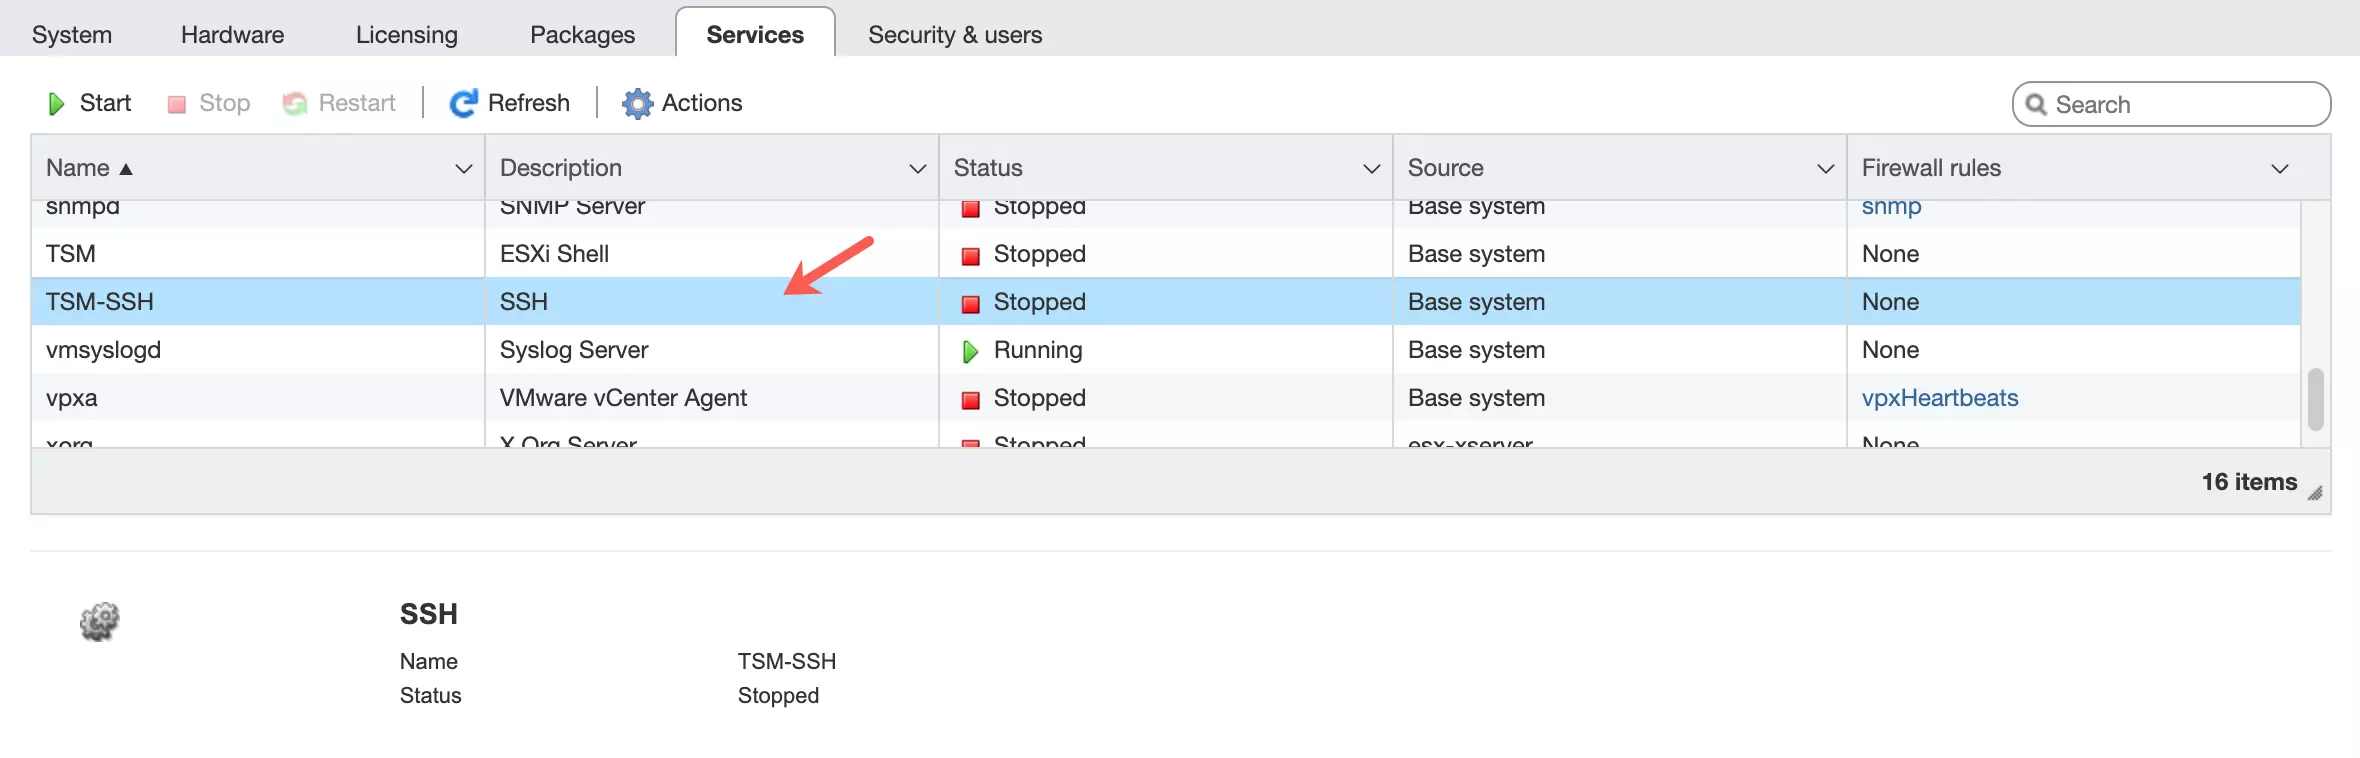 System Hardware Licensing Packages Services Security & users
Start Stop Restart Refresh Actions Search
Name Description Status Source Firewall rules
snmpd SNMP Server Stopped Base system snmp
TSM ESXi Shell Stopped Base system None
TSM-SSH SSH Stopped Base system None
vmsyslogd Syslog Server Running Base system None
vpxa VMware vCenter Agent Stopped Base system vpxHeartbeats
xorg X.Org Server Stopped esx-xserver None
16 items
SSH
Name TSM-SSH
Status Stopped